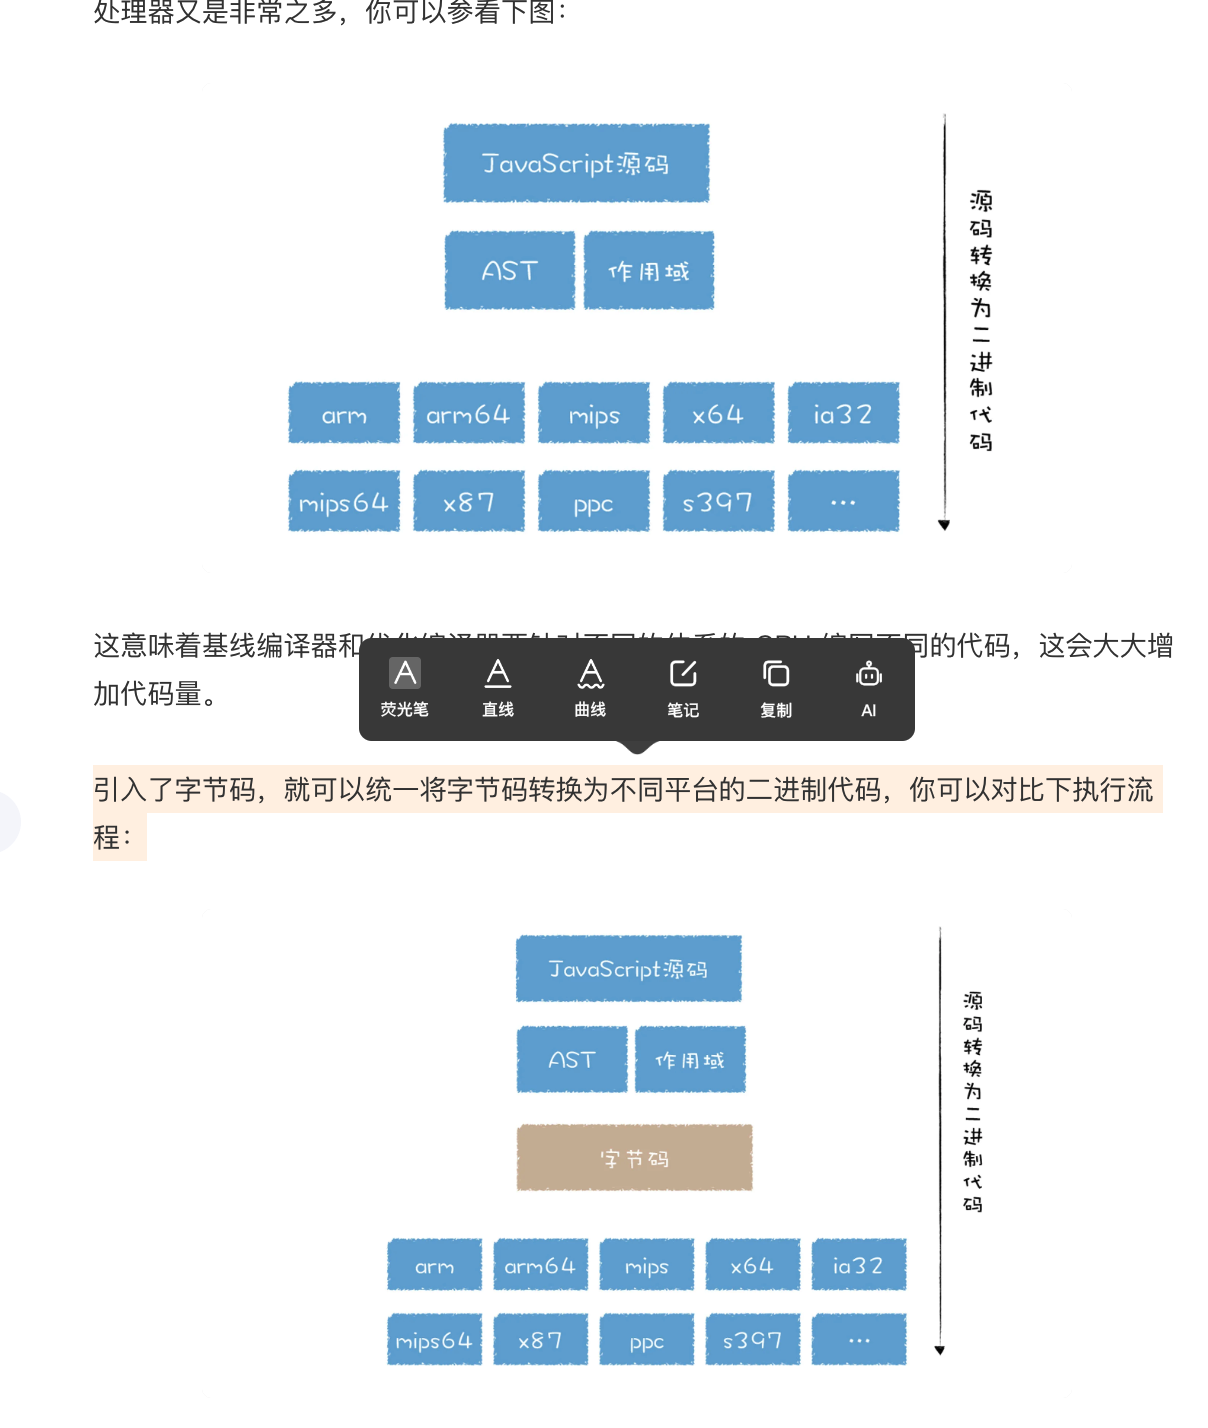 处理器又是非常之多，你可以参看下图：
JavaScript源码
AST 作用域
arm arm64 mips x64 ia32
mips64 x87 ppc s397 ...
源码转换为二进制代码
这意味着基线编译器和 同的代码，这会大大增
加代码量。
荧光笔 直线 曲线 笔记 复制 AI
引入了字节码，就可以统一将字节码转换为不同平台的二进制代码，你可以对比下执行流
程：
JavaScript源码
AST 作用域
字节码
arm arm64 mips x64 ia32
mips64 x87 ppc s397 ...
源码转换为二进制代码